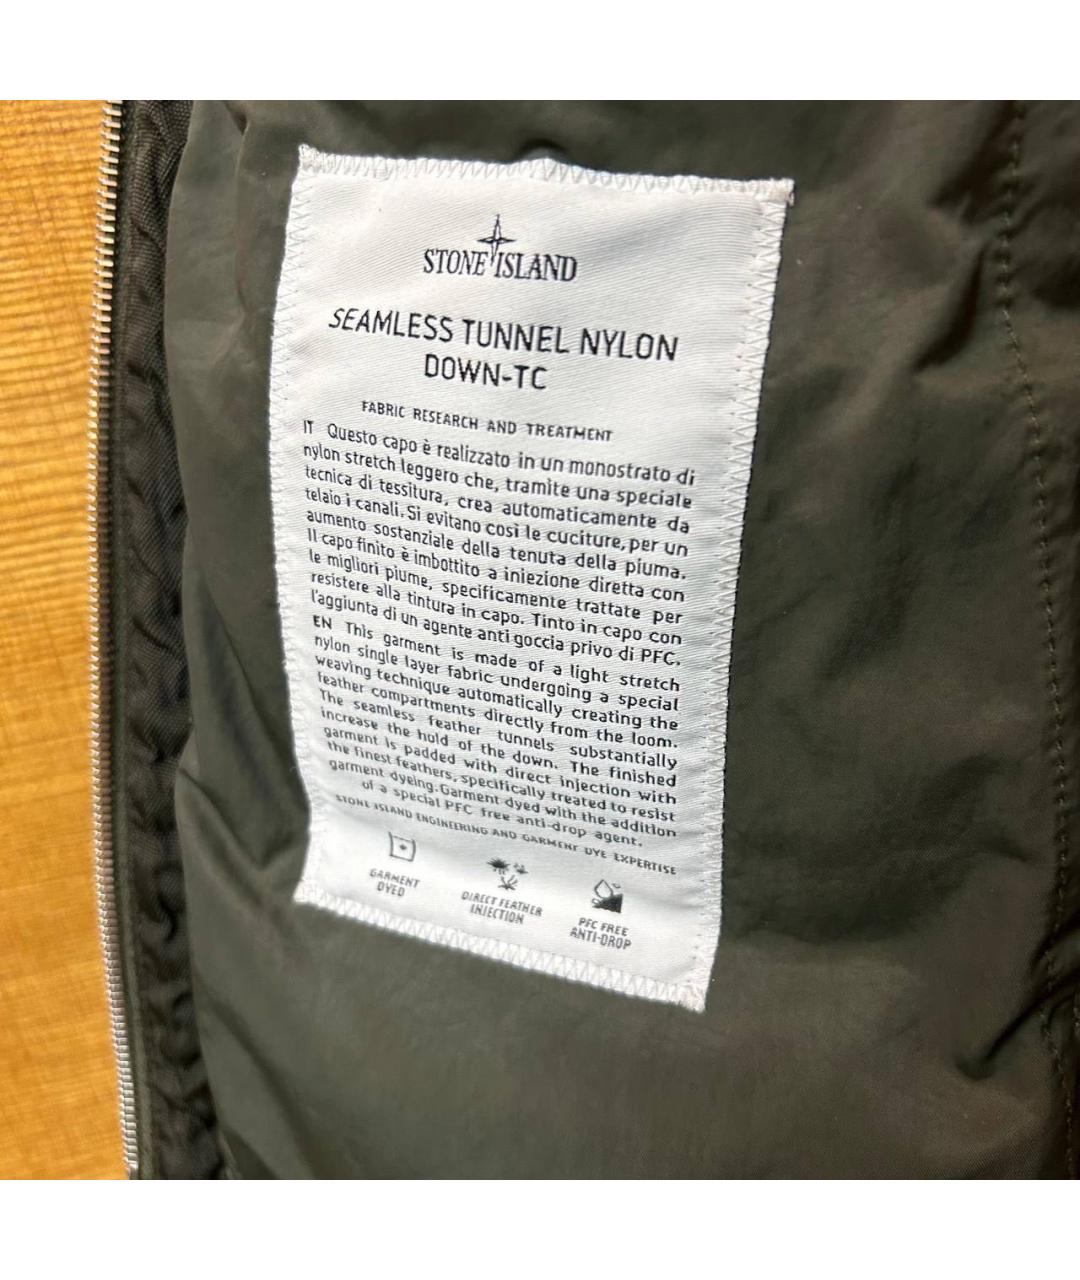 STONE ISLAND
SEAMLESS TUNNEL NYLON
DOWN-TC
FABRIC RESEARCH AND TREATMENT
IT Questo capo è realizzato in un monostrato di
nylon stretch leggero che, tramite una speciale
tecnica di tessitura, crea automaticamente da
telaio i canali. Si evitano così le cuciture, per un
aumento sostanziale della tenuta della piuma.
Il capo finito è imbottito a iniezione diretta con
le migliori piume, specificamente trattate per
resistere alla tintura in capo. Tinto in capo con
l'aggiunta di un agente anti goccia privo di PFC.
EN This garment is made of a light stretch
nylon single layer fabric undergoing a special
weaving technique automatically creating the
feather compartments directly from the loom.
The seamless feather tunnels substantially
increase the hold of the down. The finished
garment is padded with direct injection with
the finest feathers, specifically treated to resist
garment dyeing. Garment dyed with the addition
of a special PFC free anti-drop agent.
STONE ISLAND ENGINEERING AND GARMENT DYE EXPERTISE
GARMENT
DYED
DIRECT FEATHER
INJECTION
PFC FREE
ANTI-DROP